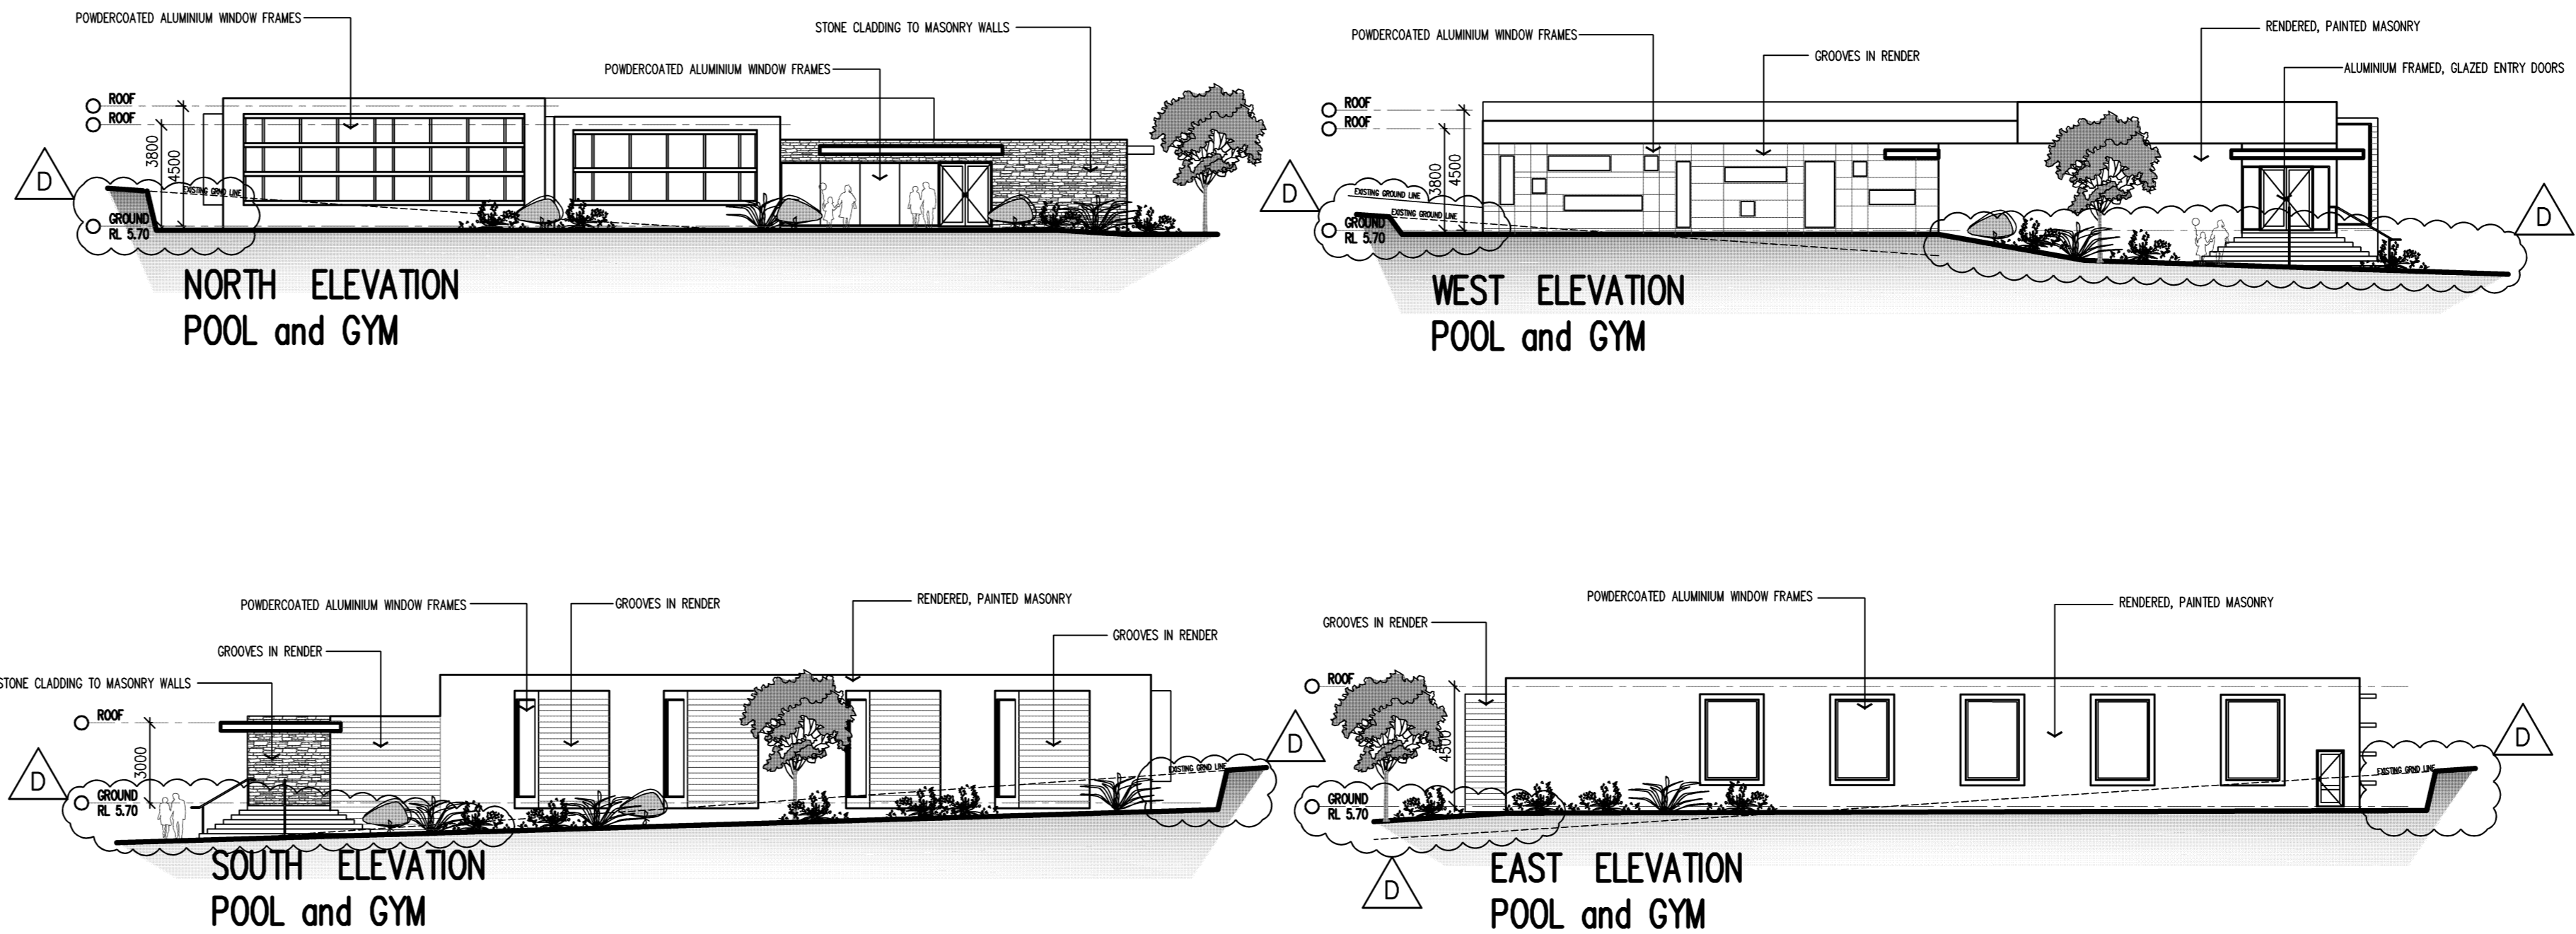 POWDERCOATED ALUMINIUM WINDOW FRAMES
STONE CLADDING TO MASONRY WALLS
POWDERCOATED ALUMINIUM WINDOW FRAMES
ROOF
ROOF
3800
4500
D
EXISTING GRND LINE
GROUND
RL 5.70
NORTH ELEVATION
POOL and GYM
RENDERED, PAINTED MASONRY
POWDERCOATED ALUMINIUM WINDOW FRAMES
GROOVES IN RENDER
ALUMINIUM FRAMED, GLAZED ENTRY DOORS
ROOF
ROOF
3800
4500
D
EXISTING GROUND LINE
EXISTING GROUND LINE
GROUND
RL 5.70
D
WEST ELEVATION
POOL and GYM
POWDERCOATED ALUMINIUM WINDOW FRAMES
GROOVES IN RENDER
RENDERED, PAINTED MASONRY
GROOVES IN RENDER
GROOVES IN RENDER
STONE CLADDING TO MASONRY WALLS
ROOF
3000
D
GROUND
RL 5.70
EXISTING GRND LINE
D
SOUTH ELEVATION
POOL and GYM
POWDERCOATED ALUMINIUM WINDOW FRAMES
RENDERED, PAINTED MASONRY
GROOVES IN RENDER
ROOF
4500
D
EXISTING GRND LINE
GROUND
RL 5.70
D
EAST ELEVATION
POOL and GYM